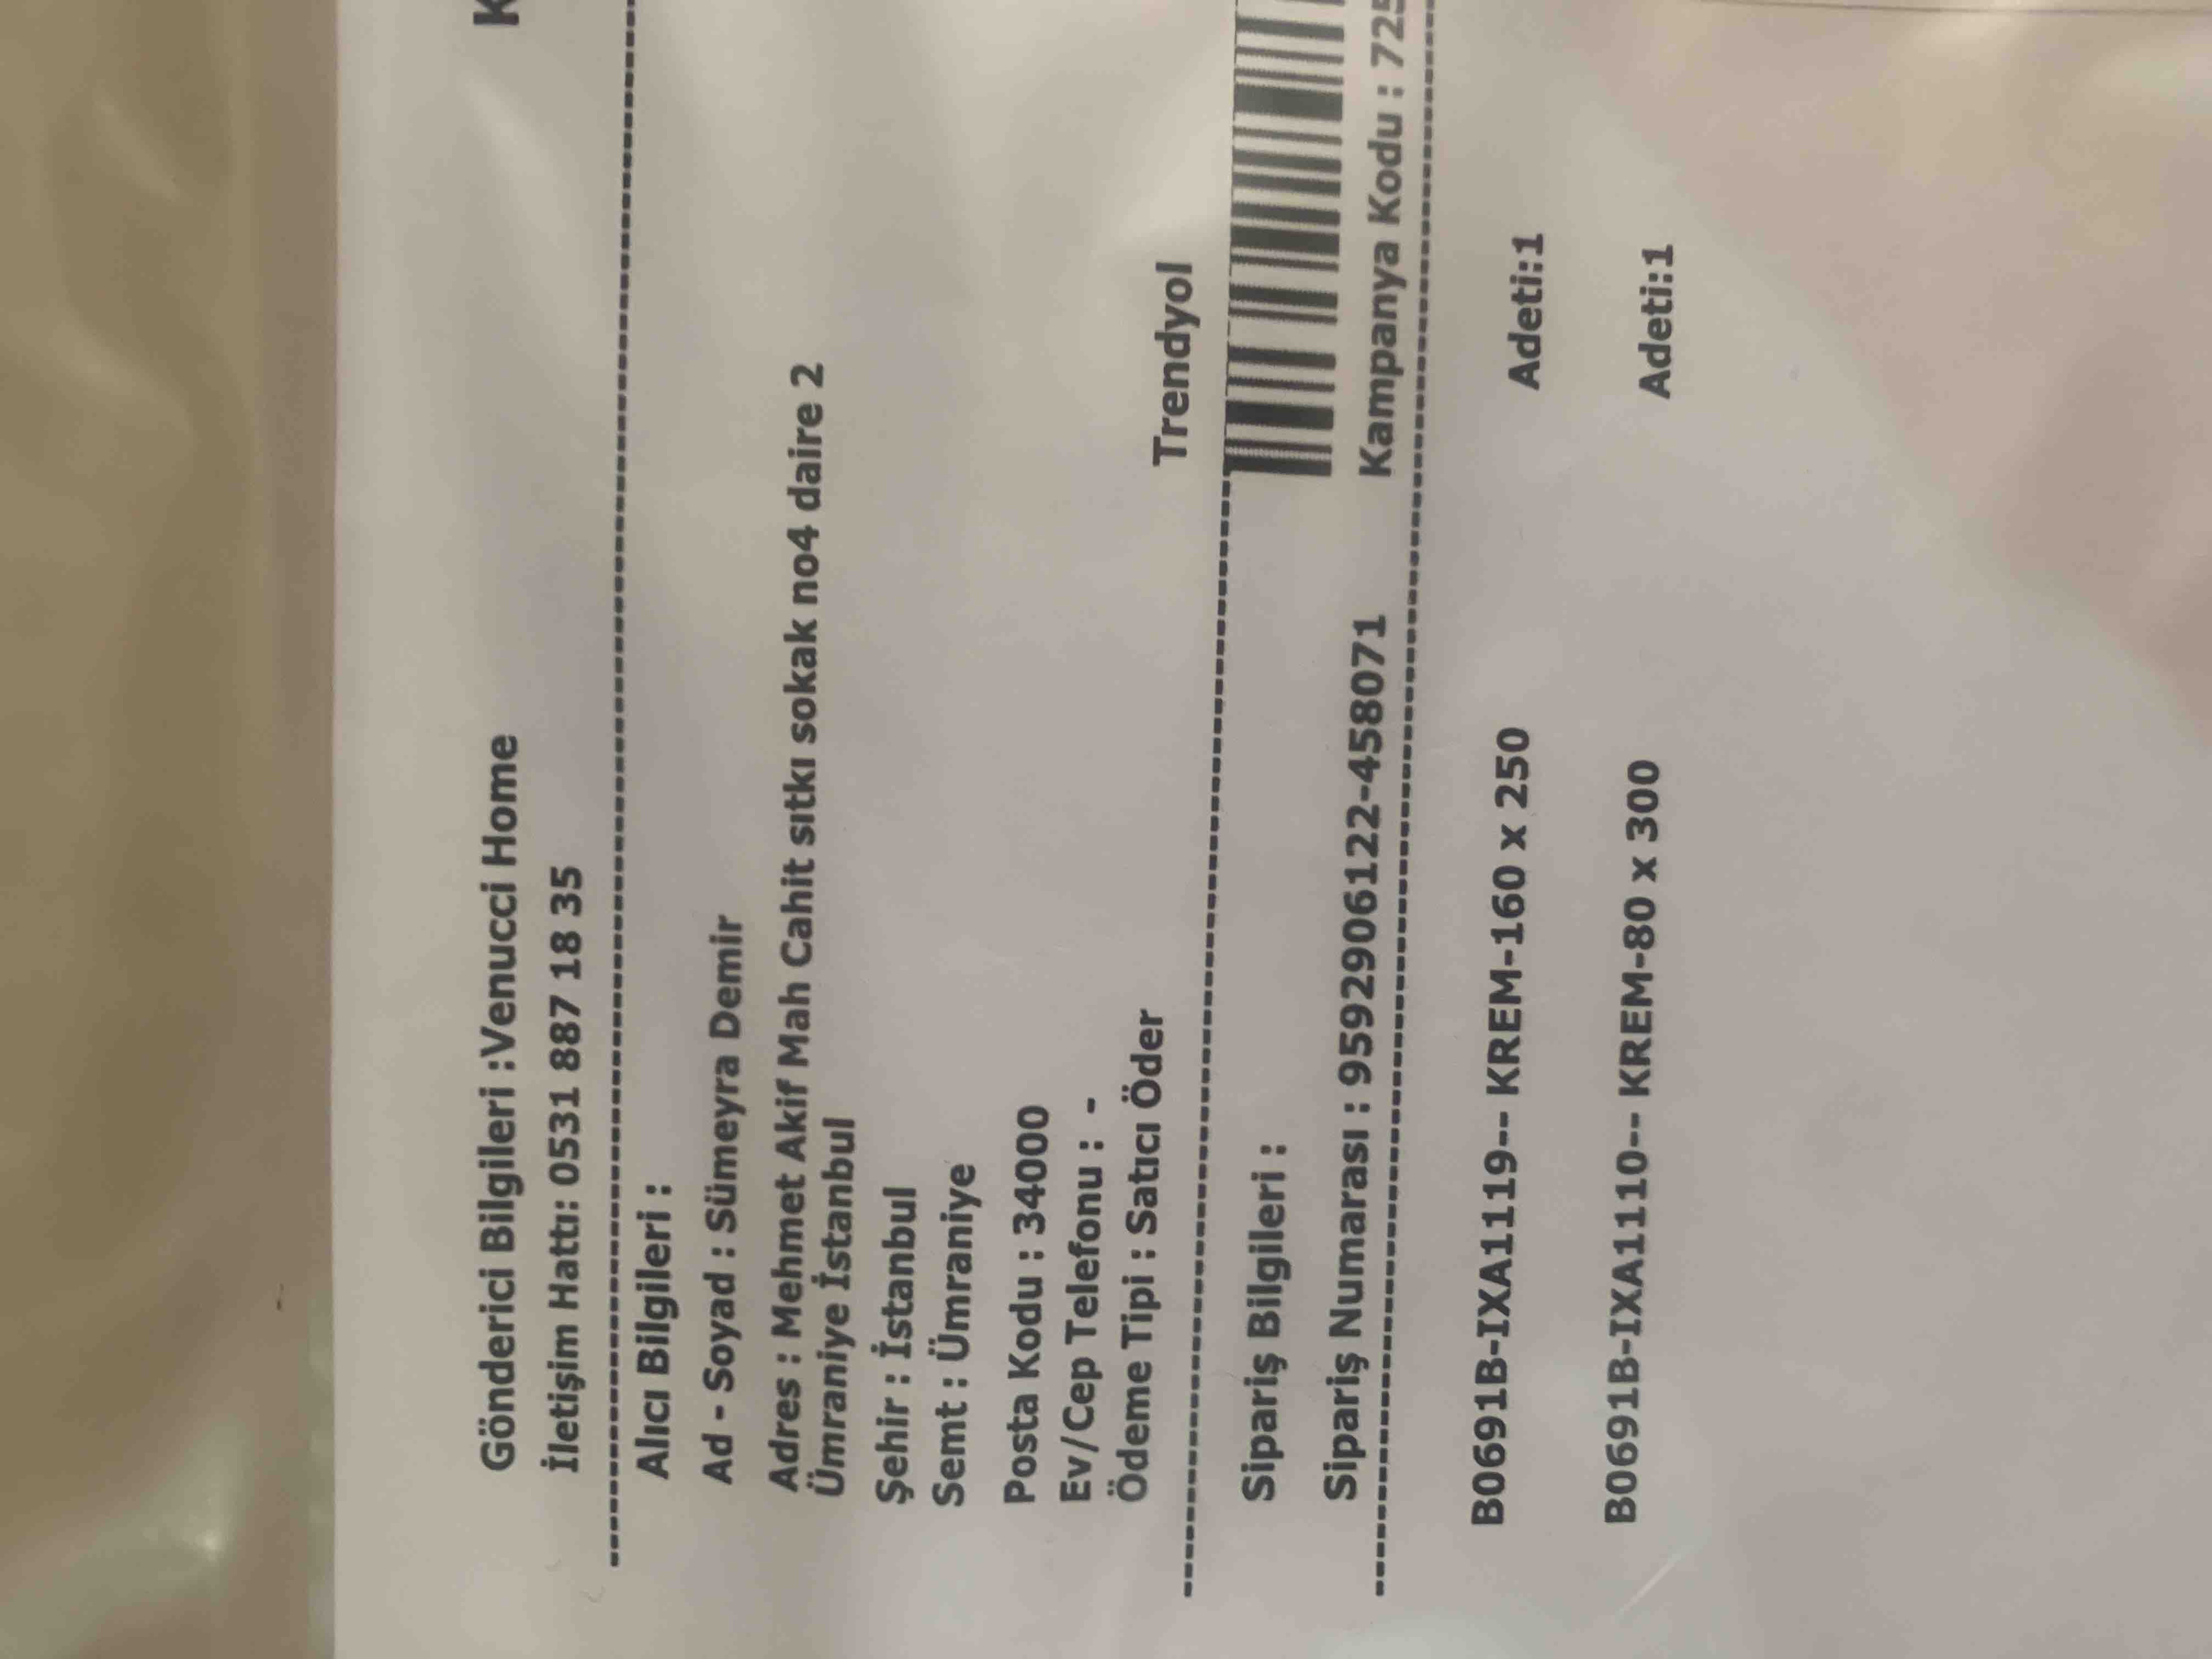 K
Gönderici Bilgileri :Venucci Home
İletişim Hattı: 0531 887 18 35
Alıcı Bilgileri :
Ad - Soyad : Sümeyra Demir
Adres : Mehmet Akif Mah Cahit sıtkı sokak no4 daire 2
Ümraniye İstanbul
Şehir : İstanbul
Semt : Ümraniye
Posta Kodu : 34000
Ev/Cep Telefonu : -
Ödeme Tipi : Satıcı Öder
Trendyol
Sipariş Bilgileri :
Sipariş Numarası : 9592906122-458071 Kampanya Kodu : 725
B0691B-IXA1119-- KREM-160 x 250 Adeti:1
B0691B-IXA1110-- KREM-80 x 300 Adeti:1